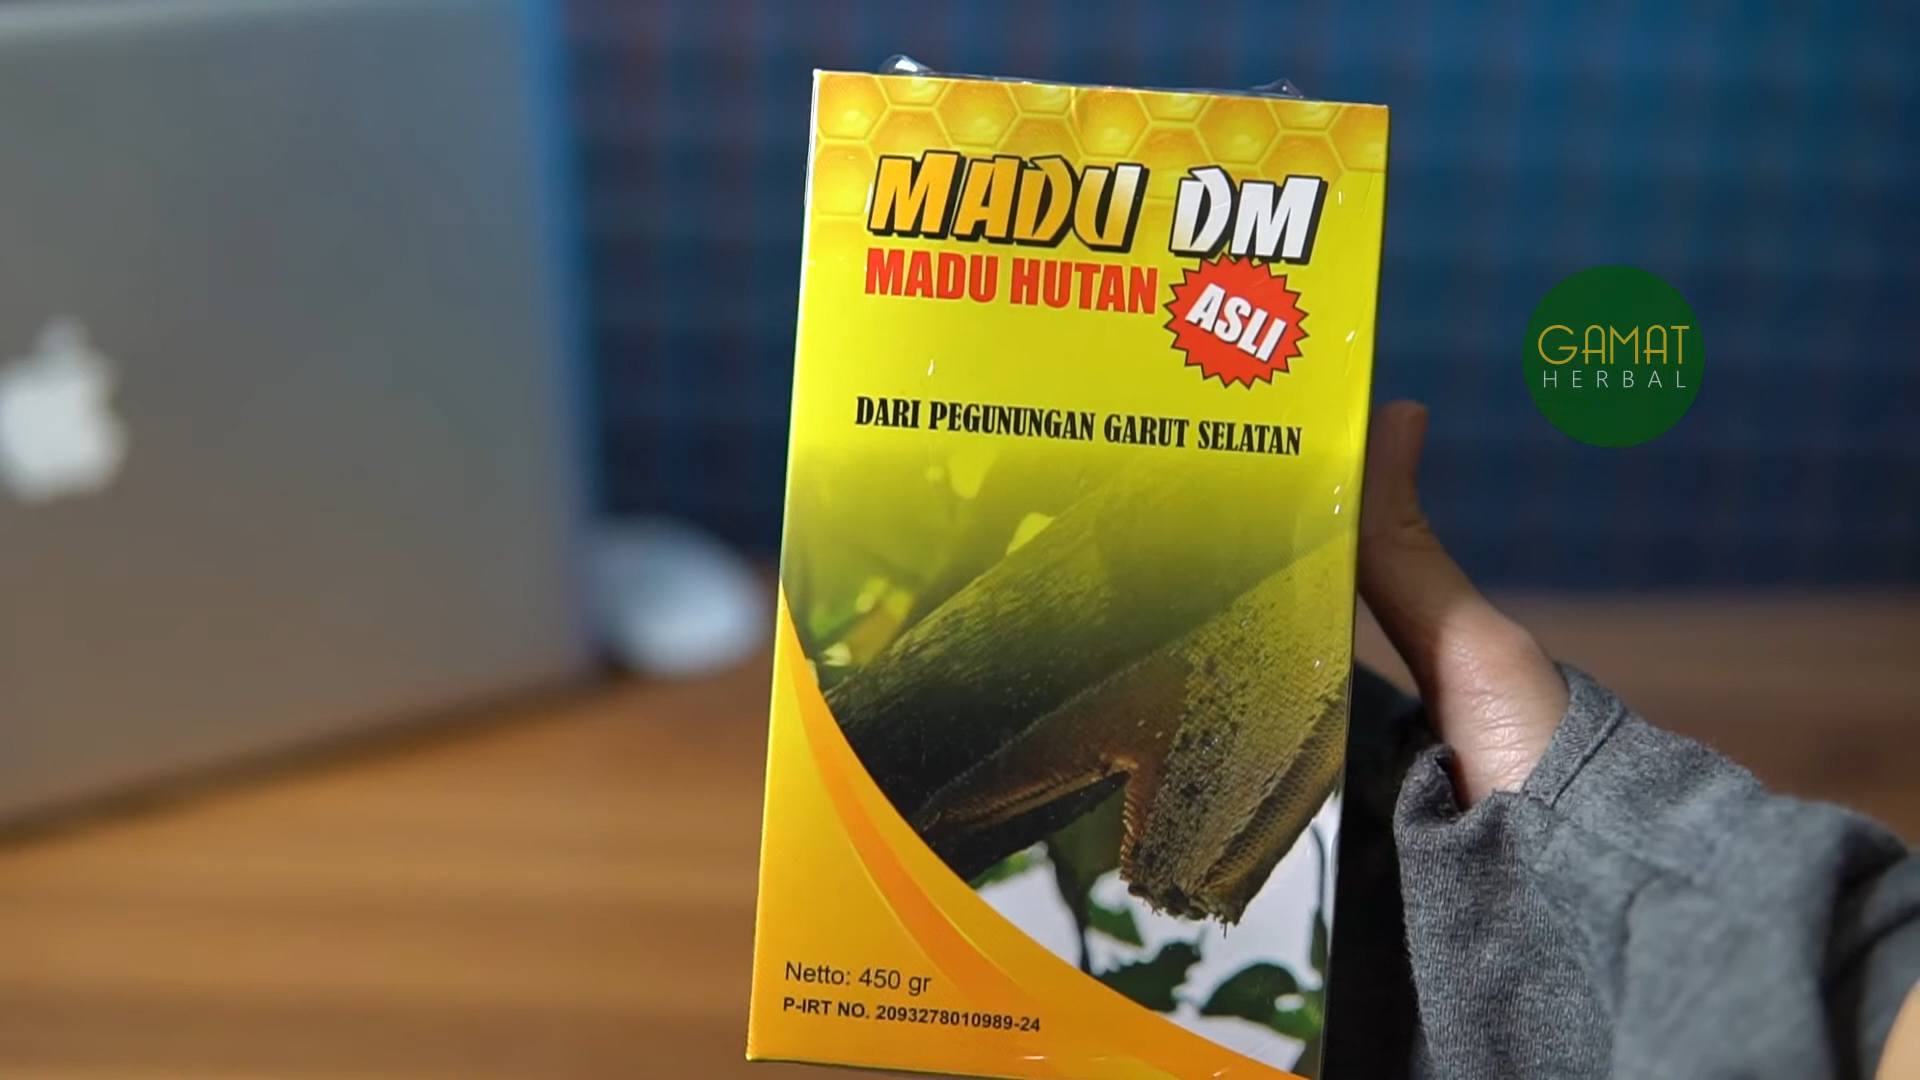 MADU DM
MADU HUTAN
ASLI
DARI PEGUNUNGAN GARUT SELATAN
Netto: 450 gr
P-IRT NO. 2093278010989-24
GAMAT
HERBAL